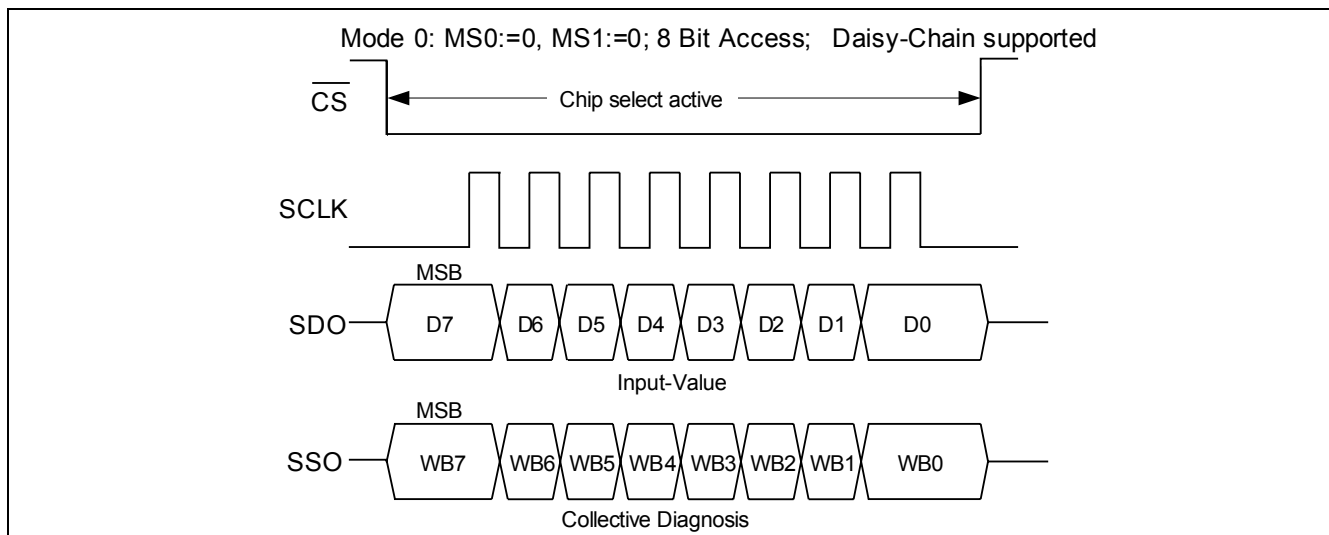 Mode 0: MS0:=0, MS1:=0; 8 Bit Access; Daisy-Chain supported
CS
Chip select active
SCLK
MSB
SDO D7 D6 D5 D4 D3 D2 D1 D0
Input-Value
MSB
SSO WB7 WB6 WB5 WB4 WB3 WB2 WB1 WB0
Collective Diagnosis